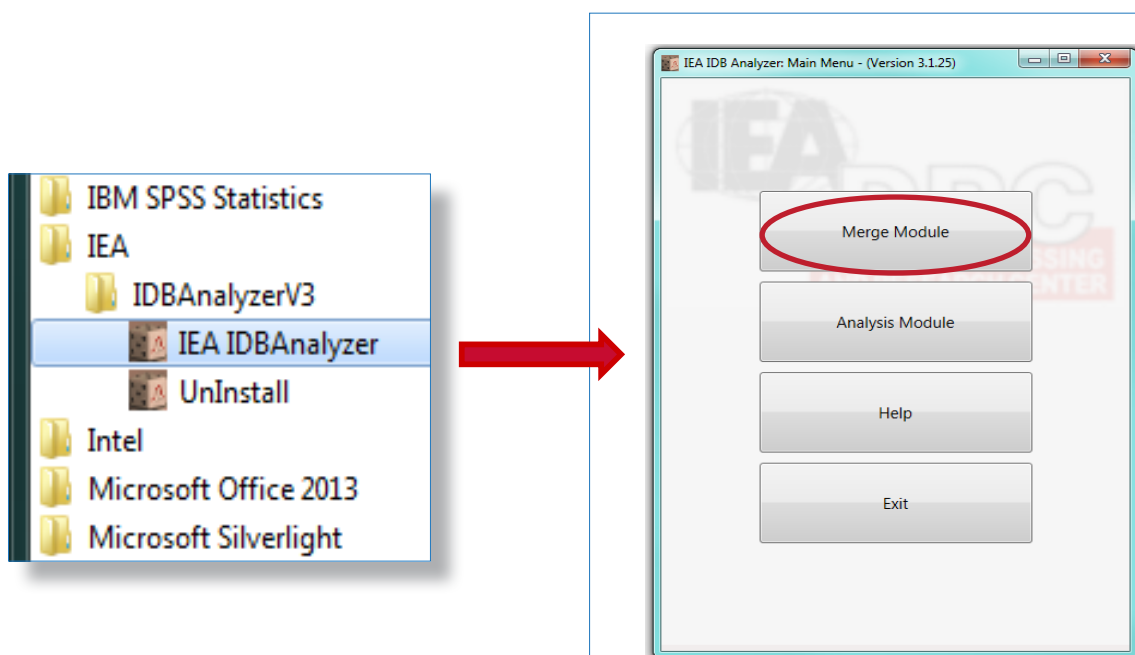 IBM SPSS Statistics
IEA
IDBAnalyzerV3
IEA IDBAnalyzer
UnInstall
Intel
Microsoft Office 2013
Microsoft Silverlight
IEA IDB Analyzer: Main Menu - (Version 3.1.25)
IEA
Merge Module
Analysis Module
Help
Exit